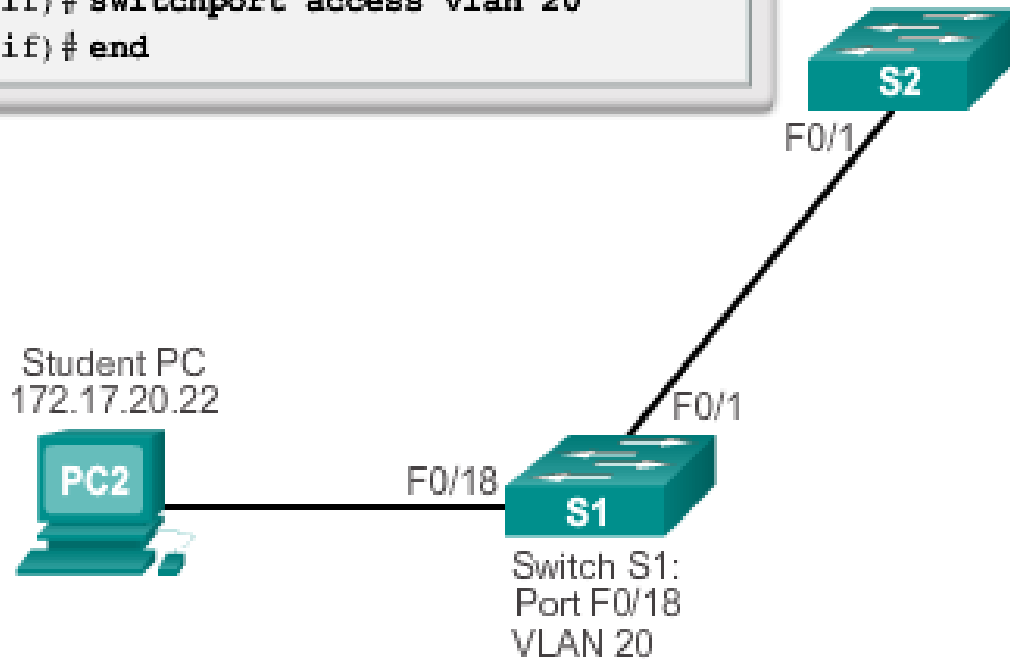 if)# switchport access vlan 20
if)# end
S2
F0/1
Student PC
172.17.20.22
F0/1
PC2
F0/18
S1
Switch S1:
Port F0/18
VLAN 20